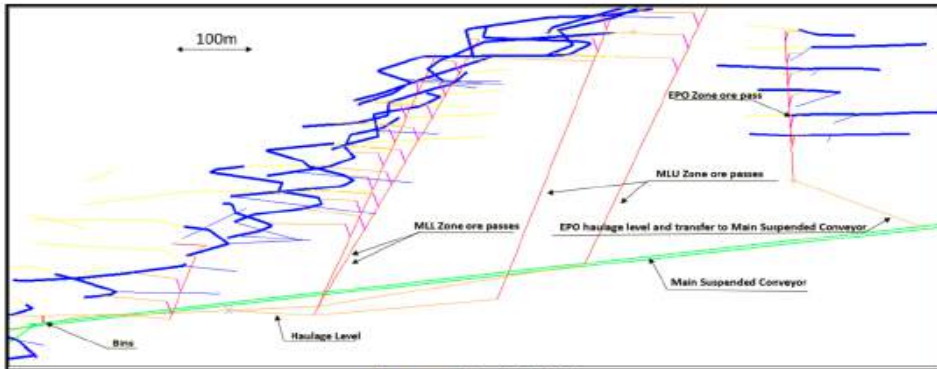 100m
EPO Zone ore pass
MLU Zone ore passes
MLL Zone ore passes
EPO haulage level and transfer to Main Suspended Conveyor
Main Suspended Conveyor
Haulage Level
Bins